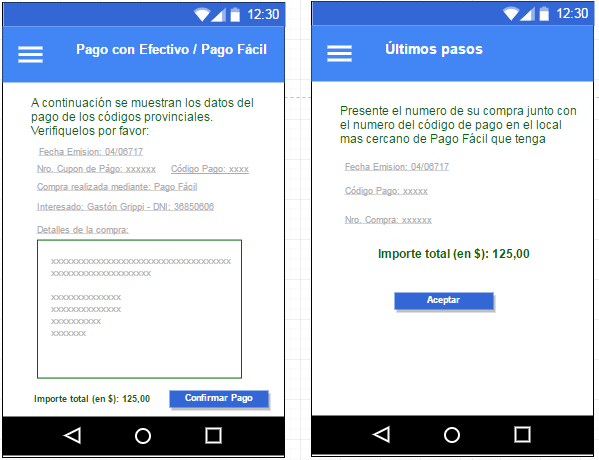 12:30
Pago con Efectivo / Pago Fácil
A continuación se muestran los datos del
pago de los códigos provinciales.
Verifiquelos por favor:
Fecha Emision: 04/06717
Nro. Cupon de Págo: xxxxxx Código Pago: xxxx
Compra realizada mediante: Pago Fácil
Interesado: Gastón Grippi - DNI: 36850606
Detalles de la compra:
xxxxxxxxxxxxxxxxxxxxxxxxxxxxxxxxxxxx
xxxxxxxxxxxxxxxxxxxx
xxxxxxxxxxxxxx
xxxxxxxxxxxxxx
xxxxxxxxxx
xxxxxxx
Importe total (en $): 125,00 Confirmar Pago
12:30
Últimos pasos
Presente el numero de su compra junto con
el numero del código de pago en el local
mas cercano de Pago Fácil que tenga
Fecha Emision: 04/06717
Código Pago: xxxxx
Nro. Compra: xxxxxx
Importe total (en $): 125,00
Aceptar